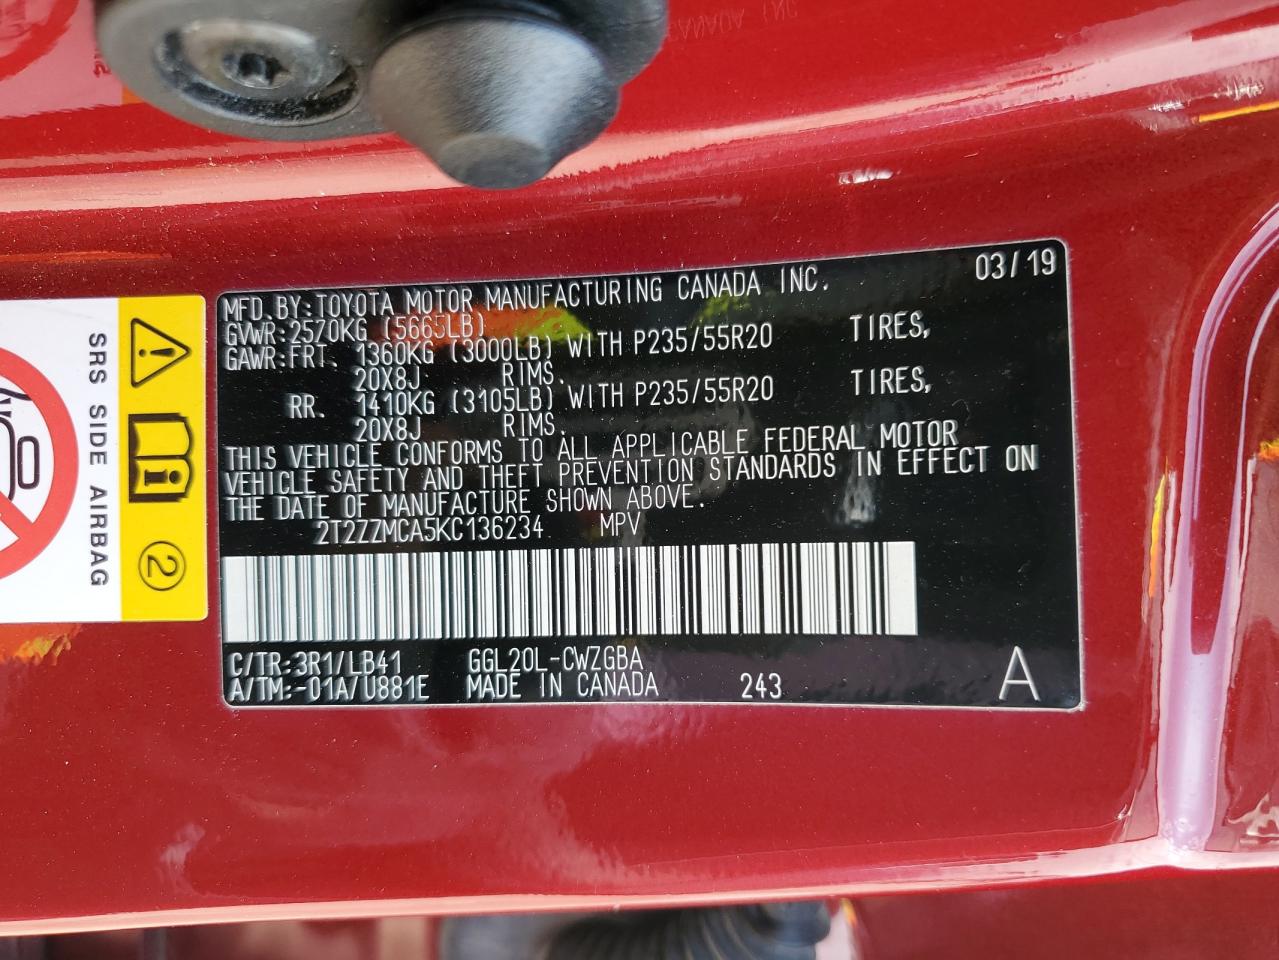 03/19
MFD.BY:TOYOTA MOTOR MANUFACTURING CANADA INC.
GVWR:2570KG (5665LB)
GAWR:FRT. 1360KG (3000LB) WITH P235/55R20 TIRES,
20X8J RIMS.
RR. 1410KG (3105LB) WITH P235/55R20 TIRES,
20X8J RIMS.
THIS VEHICLE CONFORMS TO ALL APPLICABLE FEDERAL MOTOR
VEHICLE SAFETY AND THEFT PREVENTION STANDARDS IN EFFECT ON
THE DATE OF MANUFACTURE SHOWN ABOVE.
2T2ZZMCA5KC136234 MPV
C/TR:3R1/LB41 GGL20L-CWZGBA
A/TM:-01A/U881E MADE IN CANADA 243 A
SRS SIDE AIRBAG
2